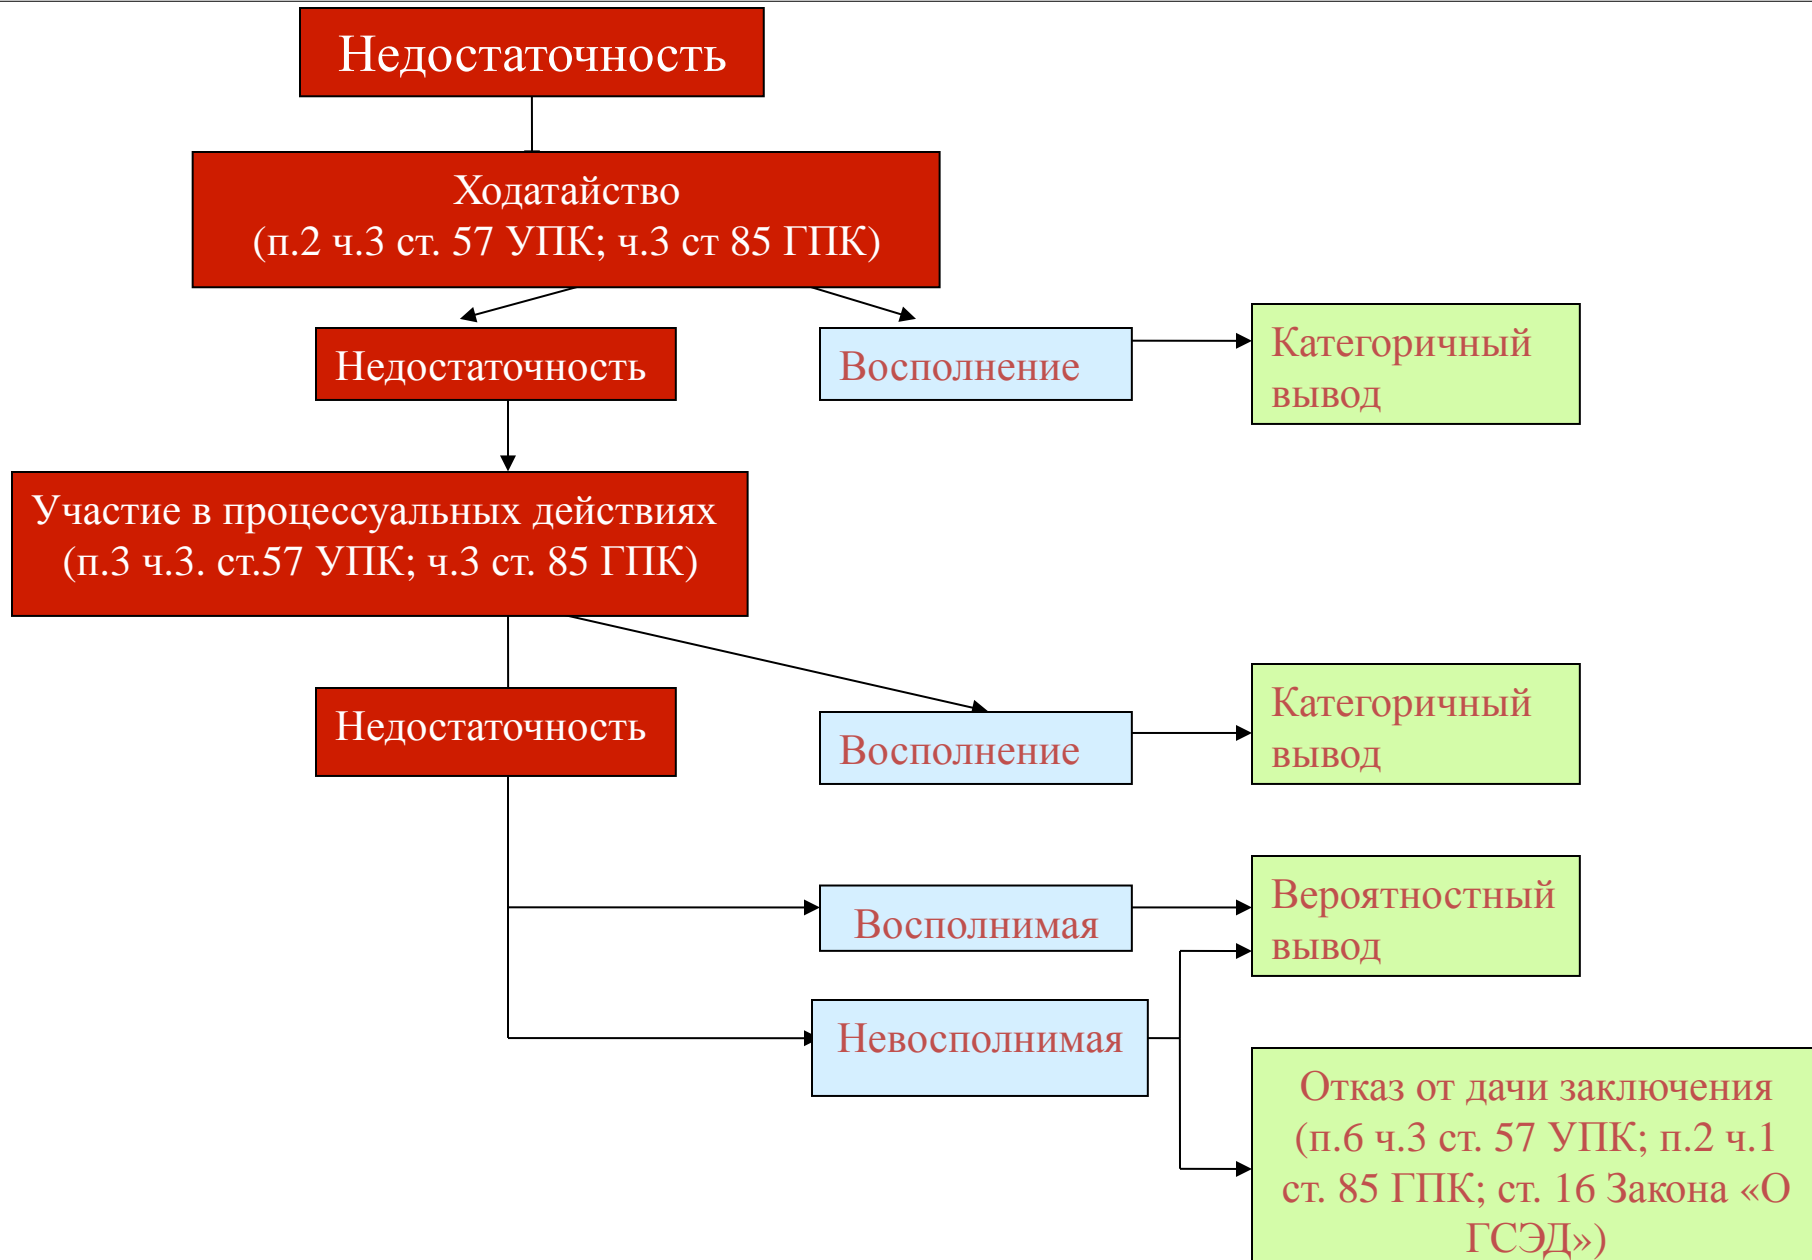 Недостаточность
Ходатайство
(п.2 ч.3 ст. 57 УПК; ч.3 ст 85 ГПК)
Недостаточность
Восполнение
Категоричный
вывод
Участие в процессуальных действиях
(п.3 ч.3. ст.57 УПК; ч.3 ст. 85 ГПК)
Недостаточность
Восполнение
Категоричный
вывод
Восполнимая
Вероятностный
вывод
Невосполнимая
Отказ от дачи заключения
(п.6 ч.3 ст. 57 УПК; п.2 ч.1
ст. 85 ГПК; ст. 16 Закона «О
ГСЭД»)